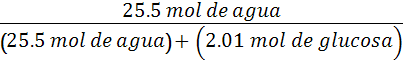 25.5 mol de agua
(25.5 mol de agua)+ (2.01 mol de glucosa)